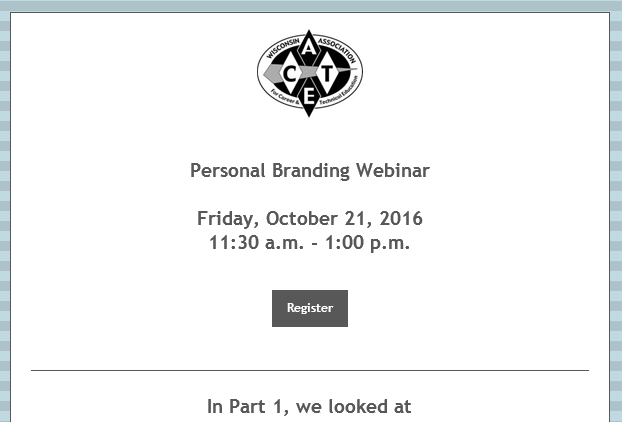 WISCONSIN ASSOCIATION
A
C T
E
For Career & Technical Education
Personal Branding Webinar
Friday, October 21, 2016
11:30 a.m. - 1:00 p.m.
Register
In Part 1, we looked at